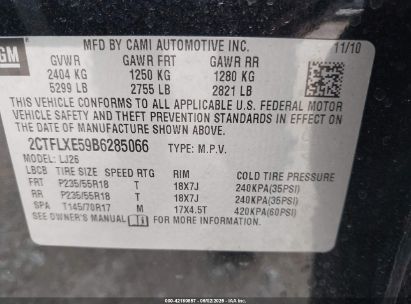 GM
MFD BY CAMI AUTOMOTIVE INC.
11/10
GVWR GAWR FRT GAWR RR
2404 KG 1250 KG 1280 KG
5299 LB 2755 LB 2821 LB
THIS VEHICLE CONFORMS TO ALL APPLICABLE U.S. FEDERAL MOTOR
VEHICLE SAFETY AND THEFT PREVENTION STANDARDS IN EFFECT ON
THE DATE OF MANUFACTURE SHOWN ABOVE.
2CTFLXE59B6285066 TYPE: M.P.V.
MODEL: LJ26
LBCB TIRE SIZE SPEED RTG RIM COLD TIRE PRESSURE
FRT P235/55R18 T 18X7J 240KPA(35PSI)
RR P235/55R18 T 18X7J 240KPA(35PSI)
SPA T145/70R17 M 17X4.5T 420KPA(60PSI)
SEE OWNER'S MANUAL FOR MORE INFORMATION.